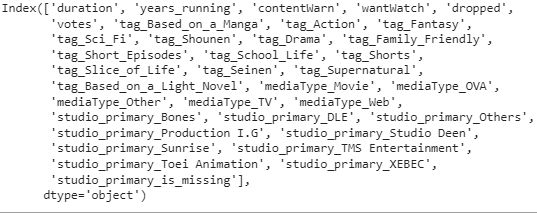 Index(['duration', 'years_running', 'contentWarn', 'wantWatch', 'dropped',
'votes', 'tag_Based_on_a_Manga', 'tag_Action', 'tag_Fantasy',
'tag_Sci_Fi', 'tag_Shounen', 'tag_Drama', 'tag_Family_Friendly',
'tag_Short_Episodes', 'tag_School_Life', 'tag_Shorts',
'tag_Slice_of_Life', 'tag_Seinen', 'tag_Supernatural',
'tag_Based_on_a_Light_Novel', 'mediaType_Movie', 'mediaType_OVA',
'mediaType_Other', 'mediaType_TV', 'mediaType_Web',
'studio_primary_Bones', 'studio_primary_DLE', 'studio_primary_Others',
'studio_primary_Production I.G', 'studio_primary_Studio Deen',
'studio_primary_Sunrise', 'studio_primary_TMS Entertainment',
'studio_primary_Toei Animation', 'studio_primary_XEBEC',
'studio_primary_is_missing'],
dtype='object')